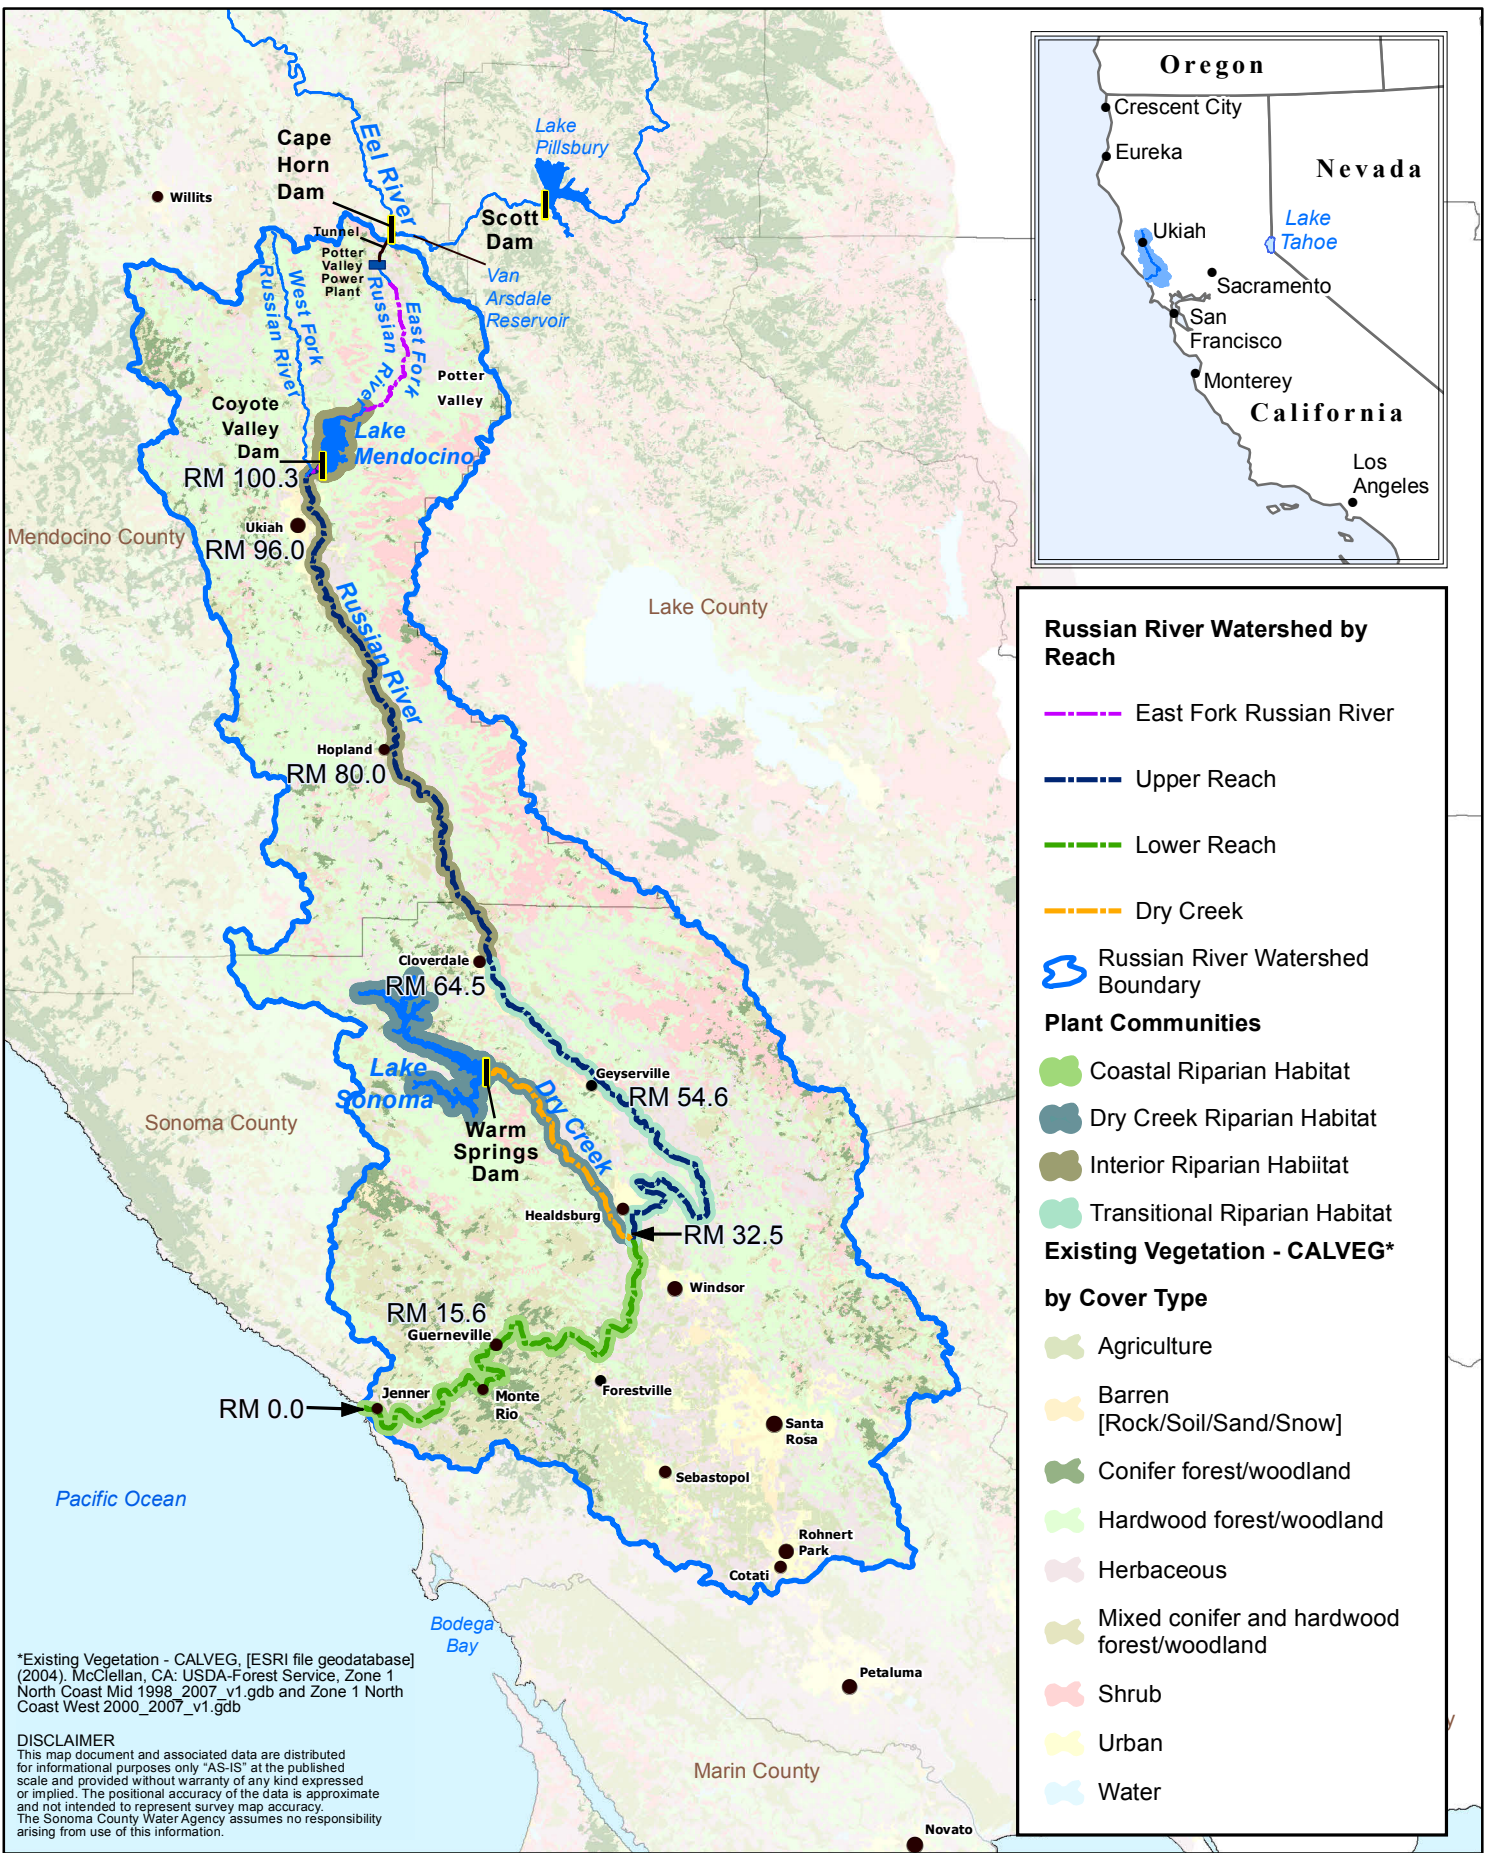 Cape
Horn
Dam
Eel River
Lake
Pillsbury
Willits
Tunnel
Scott
Dam
Potter
Valley
Power
Plant
Van
Arsdale
Reservoir
West Fork
Russian River
East Fork
Russian River
Potter
Valley
Coyote
Valley
Dam
Lake
Mendocino
RM 100.3
Ukiah
RM 96.0
Mendocino County
Russian River
Lake County
Hopland
RM 80.0
Cloverdale
RM 64.5
Lake
Sonoma
Geyserville
RM 54.6
Dry Creek
Sonoma County
Warm
Springs
Dam
Healdsburg
RM 32.5
Windsor
RM 15.6
Guerneville
Jenner
RM 0.0
Monte
Rio
Forestville
Santa
Rosa
Sebastopol
Pacific Ocean
Rohnert
Park
Cotati
Bodega
Bay
Petaluma
Marin County
Novato
*Existing Vegetation - CALVEG, [ESRI file geodatabase]
(2004). McClellan, CA: USDA-Forest Service, Zone 1
North Coast Mid 1998_2007_v1.gdb and Zone 1 North
Coast West 2000_2007_v1.gdb
DISCLAIMER
This map document and associated data are distributed
for informational purposes only "AS-IS" at the published
scale and provided without warranty of any kind expressed
or implied. The positional accuracy of the data is approximate
and not intended to represent survey map accuracy.
The Sonoma County Water Agency assumes no responsibility
arising from use of this information.
Oregon
Crescent City
Eureka
Nevada
Ukiah
Lake
Tahoe
Sacramento
San
Francisco
Monterey
California
Los
Angeles
Russian River Watershed by
Reach
East Fork Russian River
Upper Reach
Lower Reach
Dry Creek
Russian River Watershed
Boundary
Plant Communities
Coastal Riparian Habitat
Dry Creek Riparian Habitat
Interior Riparian Habiitat
Transitional Riparian Habitat
Existing Vegetation - CALVEG*
by Cover Type
Agriculture
Barren
[Rock/Soil/Sand/Snow]
Conifer forest/woodland
Hardwood forest/woodland
Herbaceous
Mixed conifer and hardwood
forest/woodland
Shrub
Urban
Water